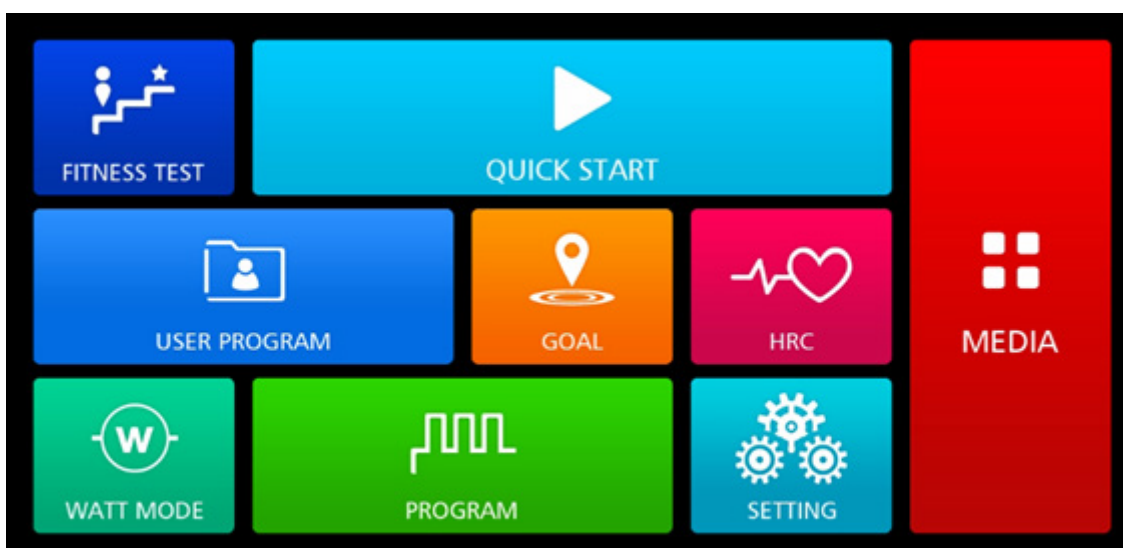 FITNESS TEST
QUICK START
USER PROGRAM
GOAL
HRC
MEDIA
W
WATT MODE
PROGRAM
SETTING